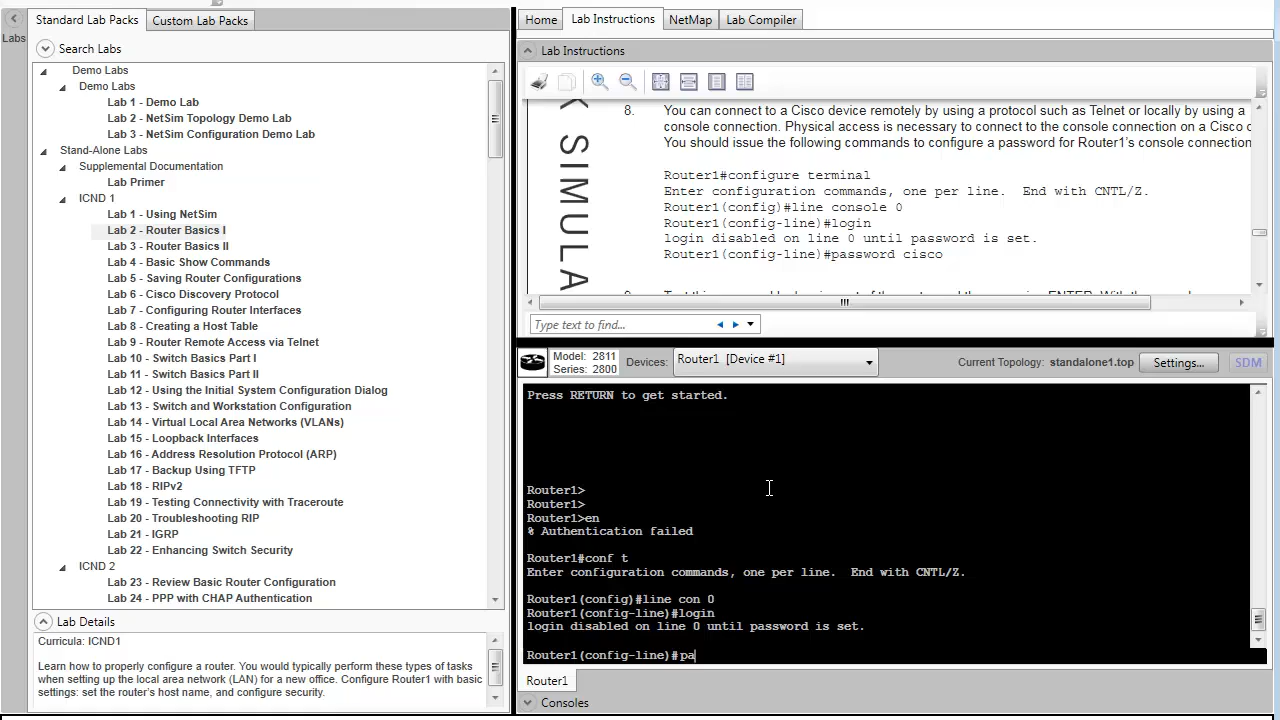 Standard Lab Packs
Custom Lab Packs
Labs
Search Labs
Demo Labs
Demo Labs
Lab 1 - Demo Lab
Lab 2 - NetSim Topology Demo Lab
Lab 3 - NetSim Configuration Demo Lab
Stand-Alone Labs
Supplemental Documentation
Lab Primer
ICND 1
Lab 1 - Using NetSim
Lab 2 - Router Basics I
Lab 3 - Router Basics II
Lab 4 - Basic Show Commands
Lab 5 - Saving Router Configurations
Lab 6 - Cisco Discovery Protocol
Lab 7 - Configuring Router Interfaces
Lab 8 - Creating a Host Table
Lab 9 - Router Remote Access via Telnet
Lab 10 - Switch Basics Part I
Lab 11 - Switch Basics Part II
Lab 12 - Using the Initial System Configuration Dialog
Lab 13 - Switch and Workstation Configuration
Lab 14 - Virtual Local Area Networks (VLANs)
Lab 15 - Loopback Interfaces
Lab 16 - Address Resolution Protocol (ARP)
Lab 17 - Backup Using TFTP
Lab 18 - RIPv2
Lab 19 - Testing Connectivity with Traceroute
Lab 20 - Troubleshooting RIP
Lab 21 - IGRP
Lab 22 - Enhancing Switch Security
ICND 2
Lab 23 - Review Basic Router Configuration
Lab 24 - PPP with CHAP Authentication
Lab Details
Curricula: ICND1
Learn how to properly configure a router. You would typically perform these types of tasks
when setting up the local area network (LAN) for a new office. Configure Router1 with basic
settings: set the router's host name, and configure security.
Home
Lab Instructions
NetMap
Lab Compiler
Lab Instructions
K SIMULA
8. You can connect to a Cisco device remotely by using a protocol such as Telnet or locally by using a
console connection. Physical access is necessary to connect to the console connection on a Cisco
You should issue the following commands to configure a password for Router1's console connection
Router1#configure terminal
Enter configuration commands, one per line. End with CNTL/Z.
Router1(config)#line console 0
Router1(config-line)#login
login disabled on line 0 until password is set.
Router1(config-line)#password cisco
Type text to find...
Model: 2811
Series: 2800
Devices:
Router1 [Device #1]
Current Topology: standalone1.top
Settings...
SDM
Press RETURN to get started.
Router1>
Router1>
Router1>en
% Authentication failed
Router1#conf t
Enter configuration commands, one per line. End with CNTL/Z.
Router1(config)#line con 0
Router1(config-line)#login
login disabled on line 0 until password is set.
Router1(config-line)#pa
Router1
Consoles